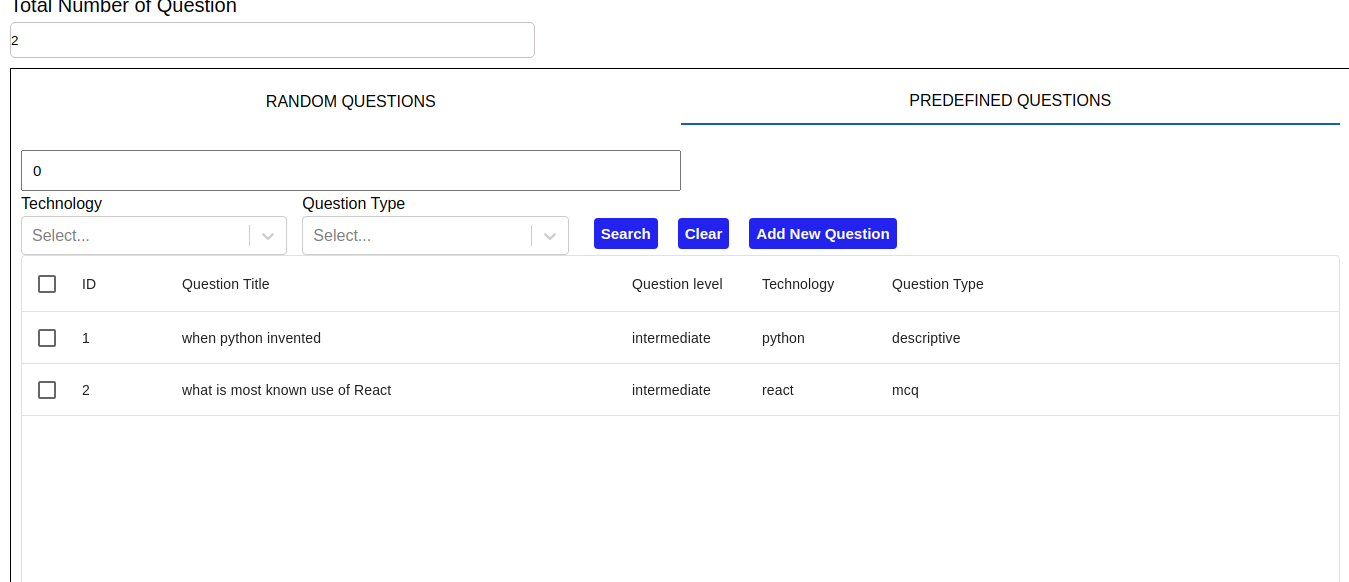 Total Number of Question
2
RANDOM QUESTIONS PREDEFINED QUESTIONS
0
Technology Question Type
Select... Select... Search Clear Add New Question
ID Question Title Question level Technology Question Type
1 when python invented intermediate python descriptive
2 what is most known use of React intermediate react mcq